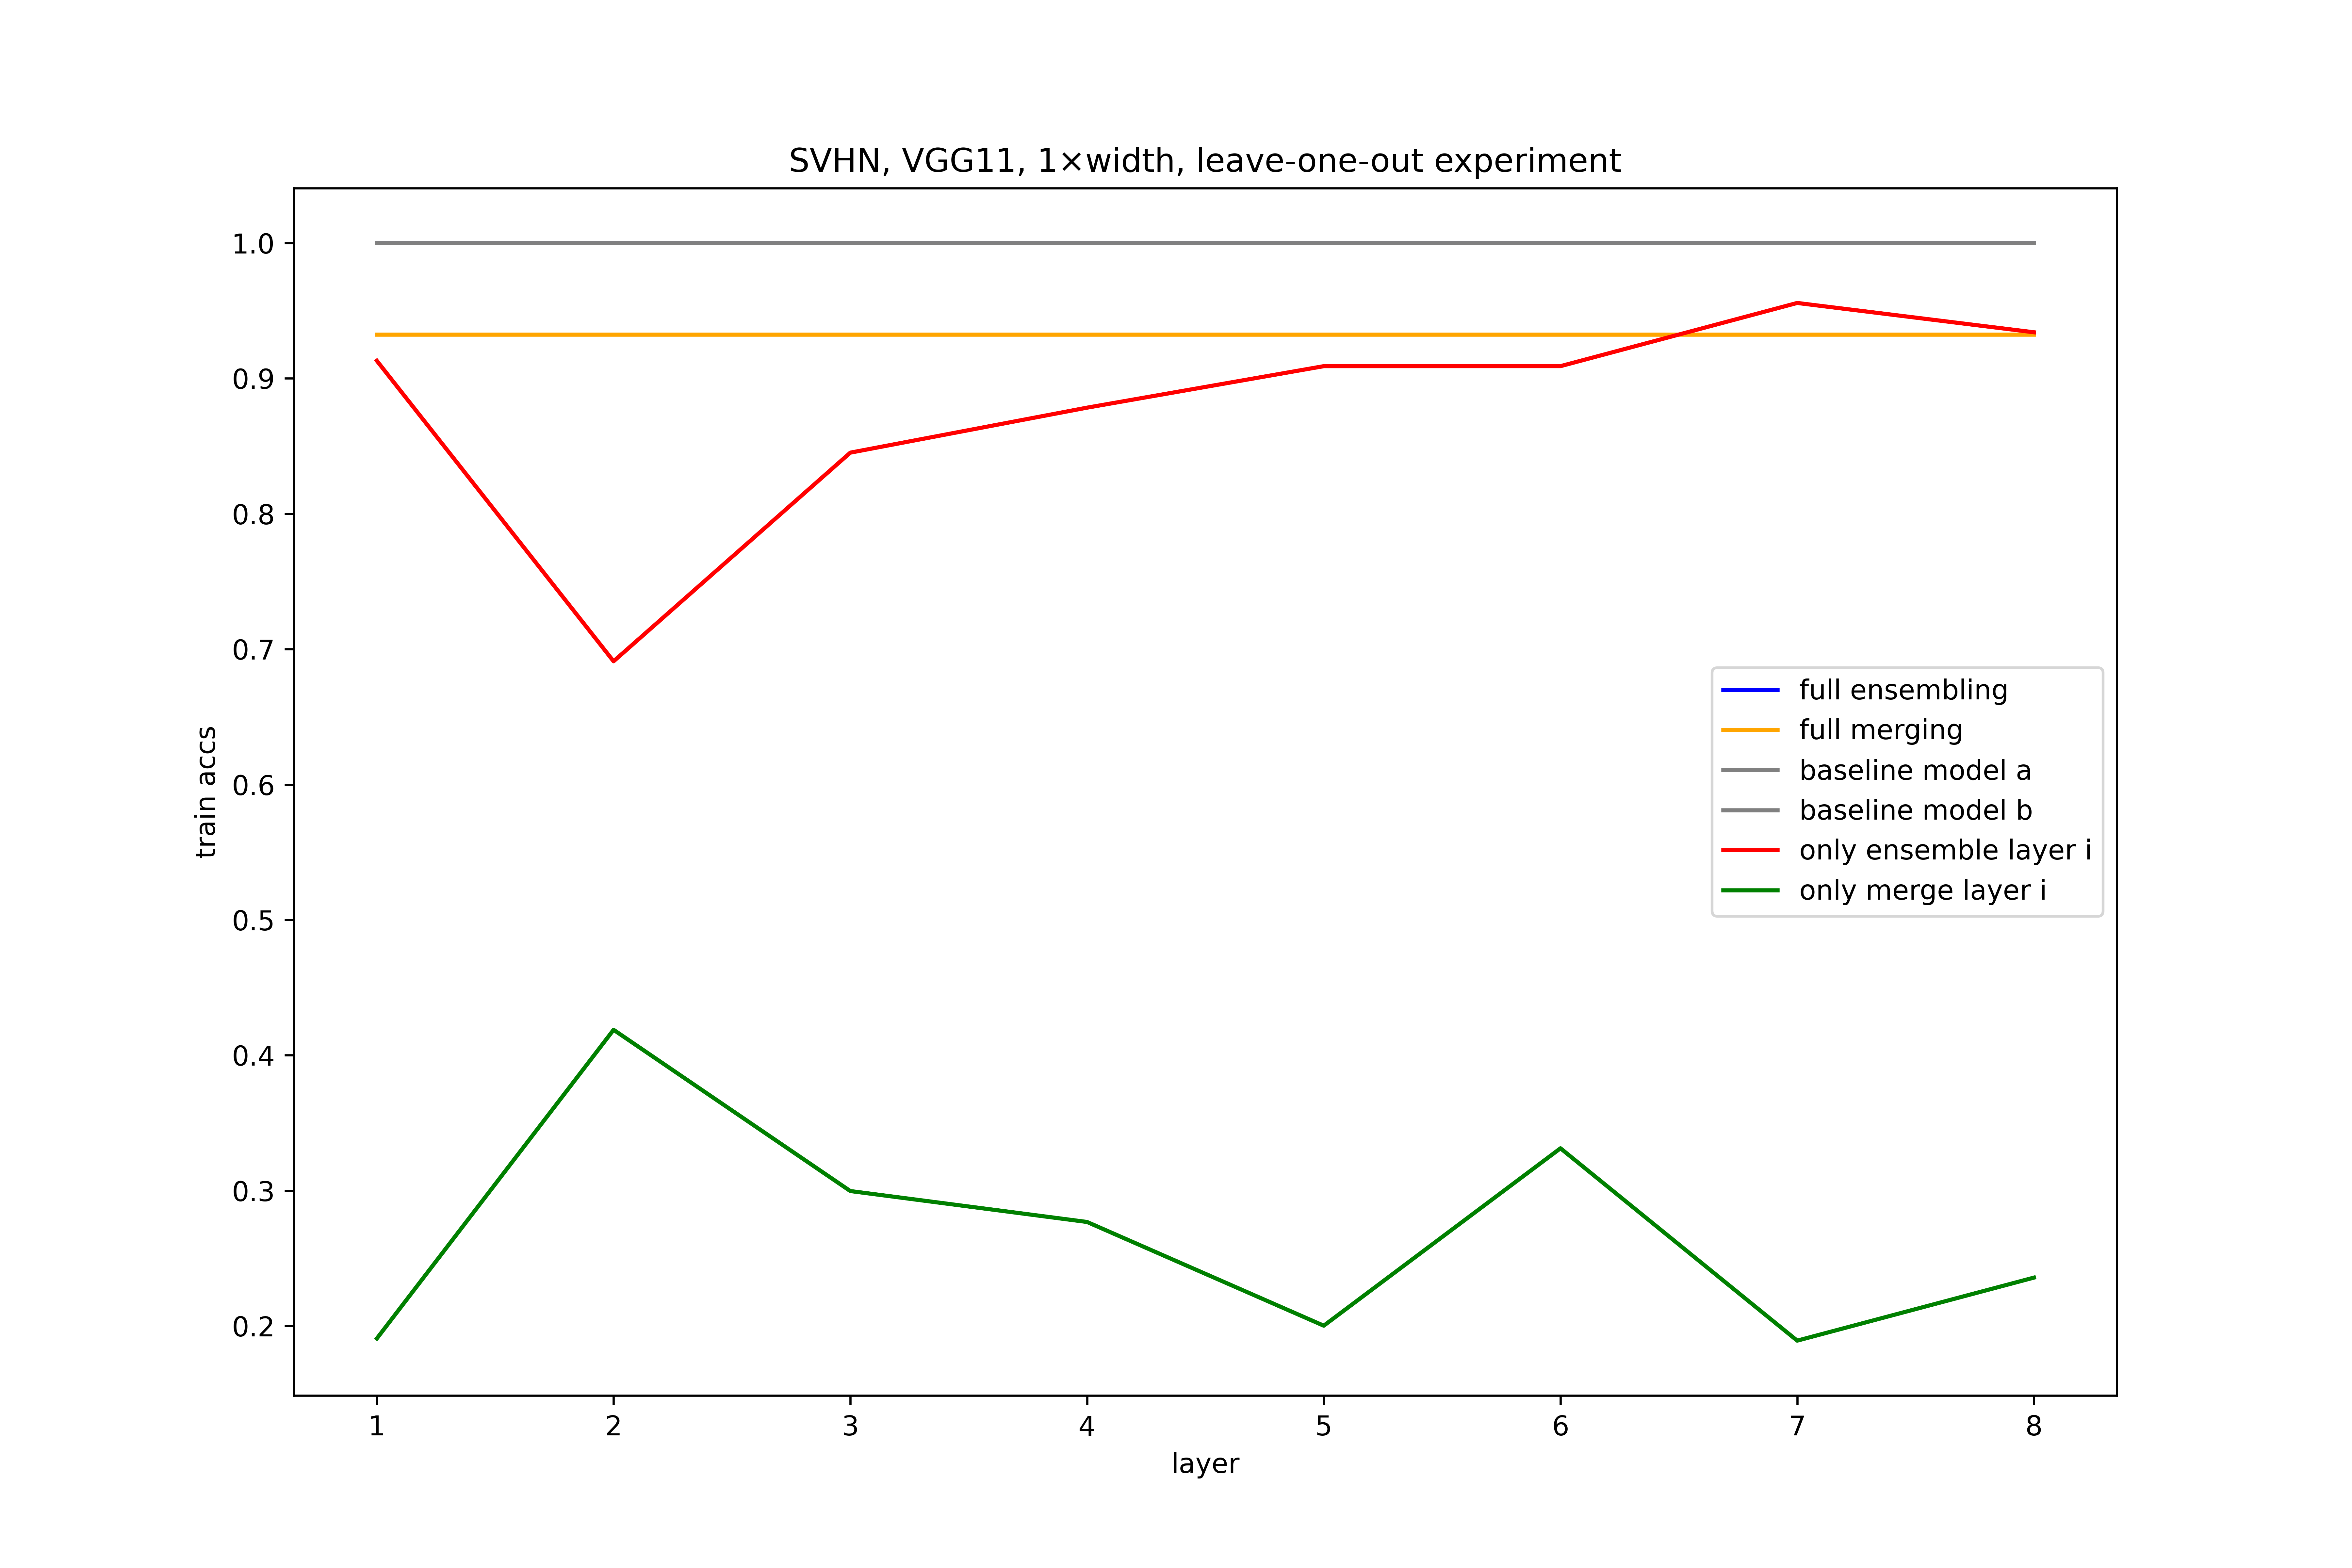 SVHN, VGG11, 1×width, leave-one-out experiment
1.0
0.9
0.8
0.7
0.6
0.5
0.4
0.3
0.2
train accs
full ensembling
full merging
baseline model a
baseline model b
only ensemble layer i
only merge layer i
1 2 3 4 5 6 7 8
layer